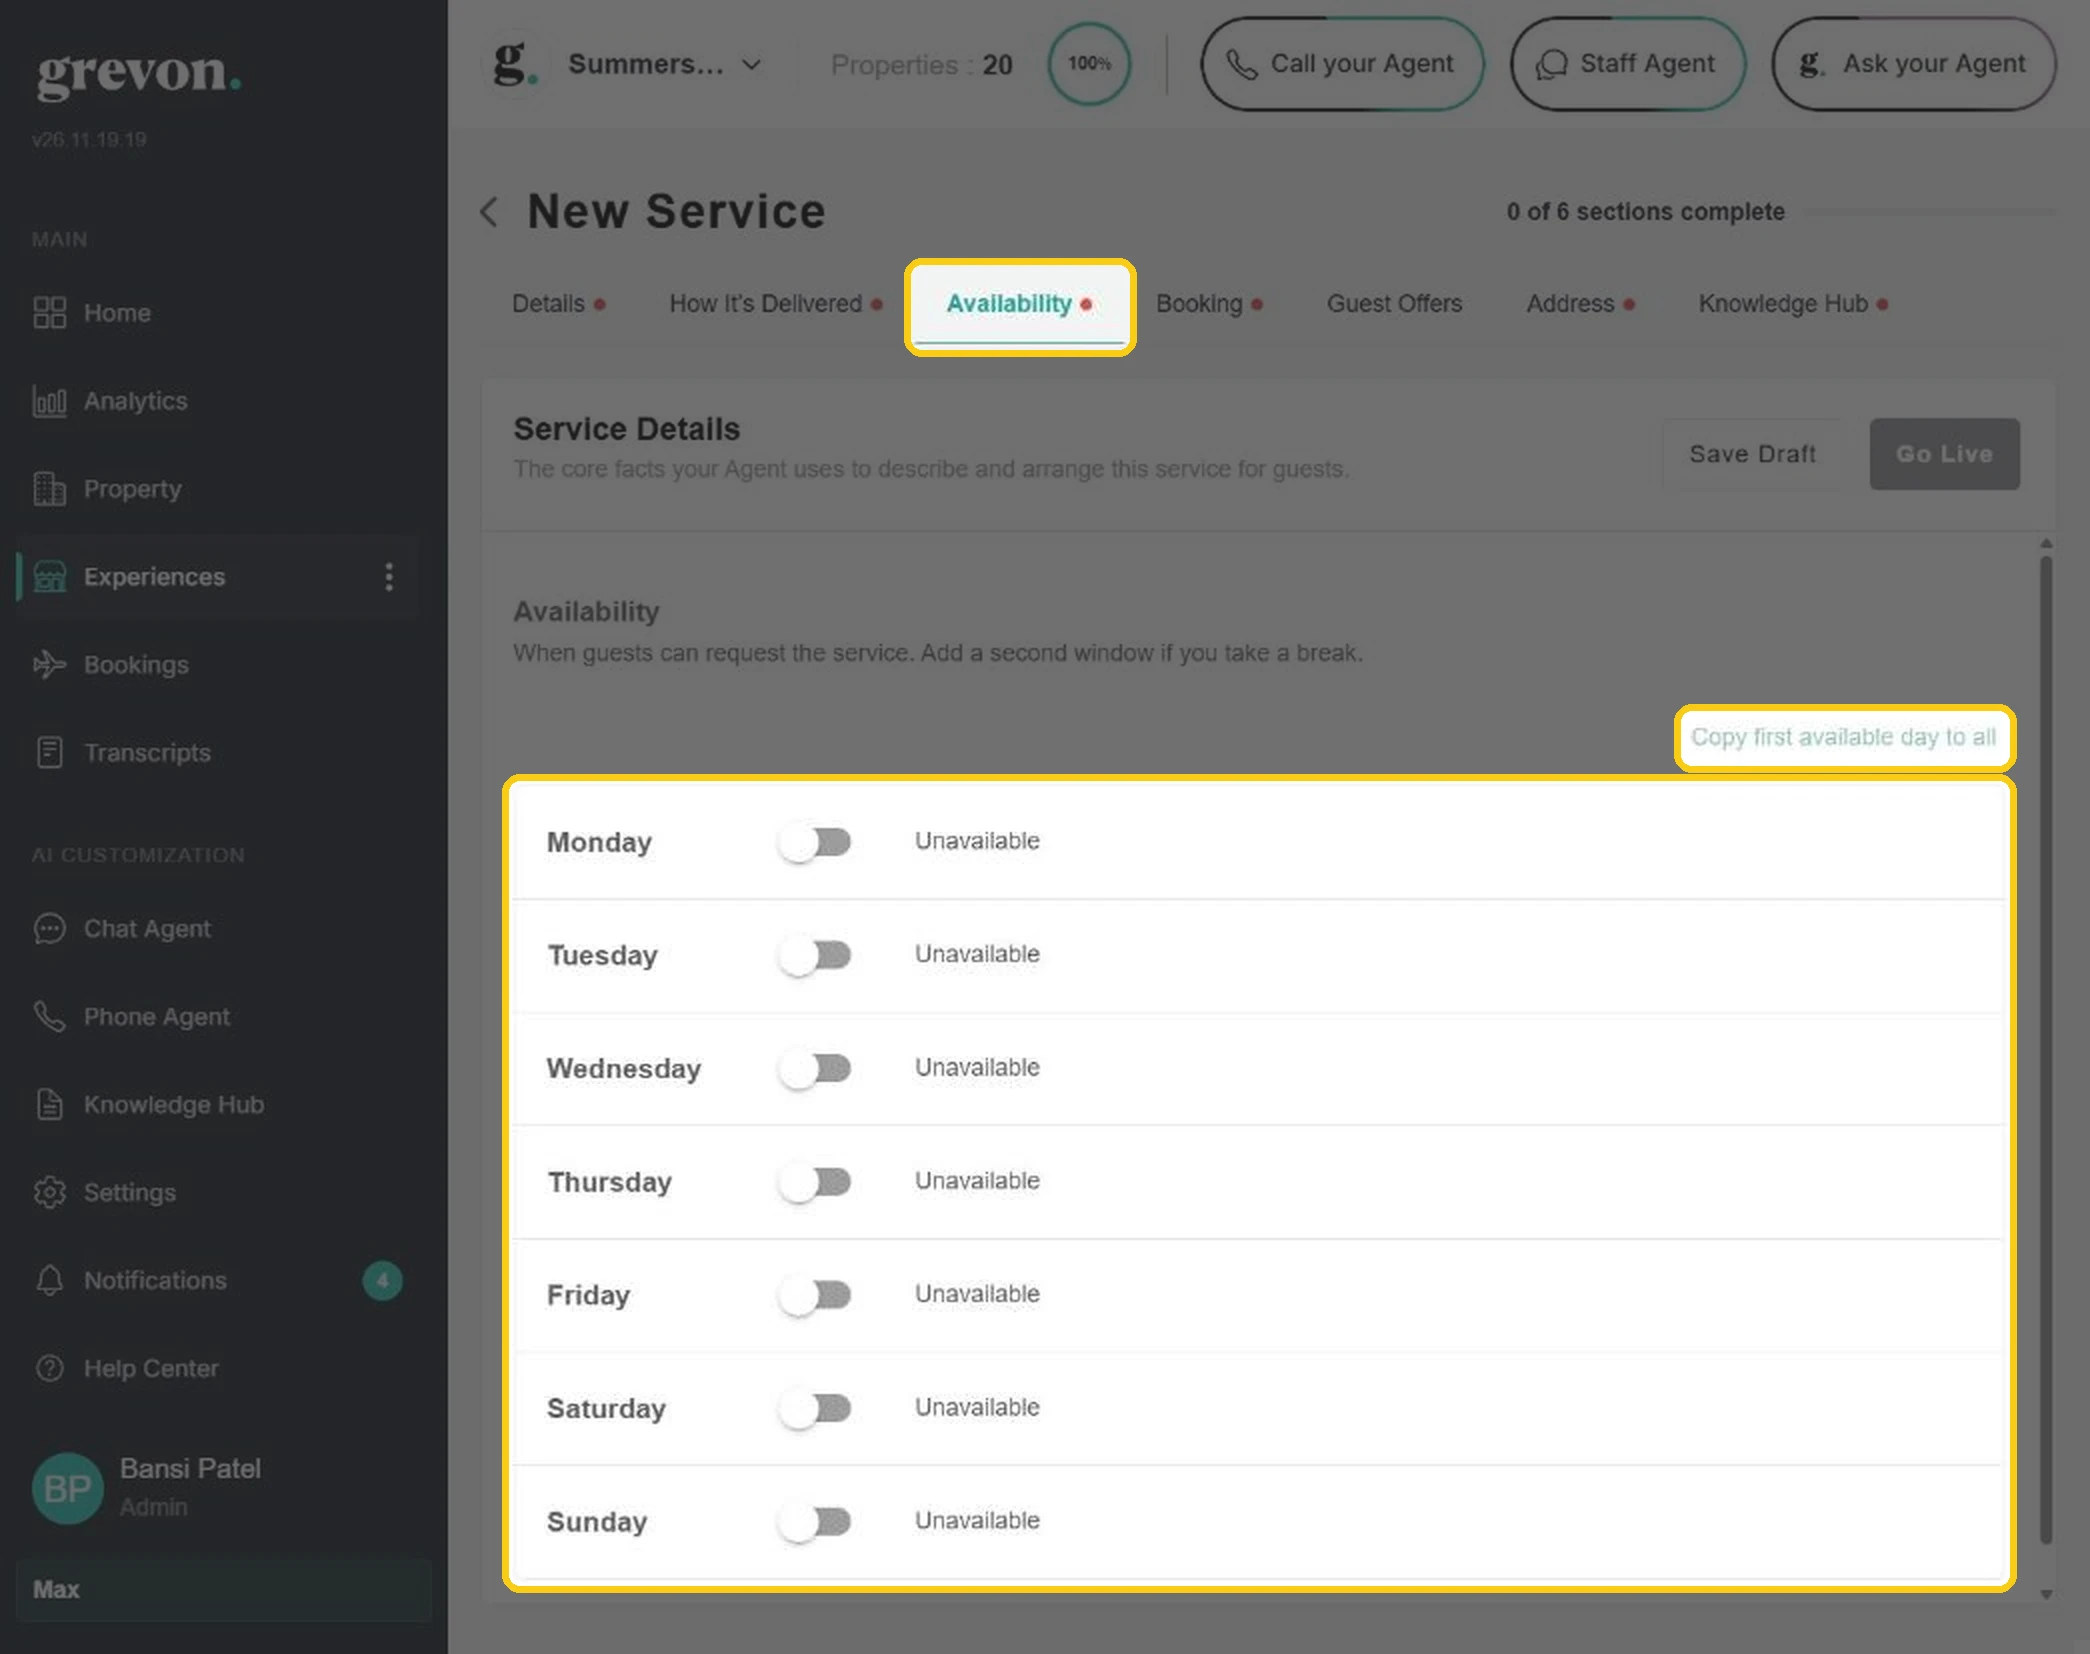 grevon.
v26.11.19.19
MAIN
Home
Analytics
Property
Experiences
Bookings
Transcripts
AI CUSTOMIZATION
Chat Agent
Phone Agent
Knowledge Hub
Settings
Notifications 4
Help Center
BP Bansi Patel
Admin
Max
g. Summers... Properties : 20 100% Call your Agent Staff Agent g. Ask your Agent
New Service 0 of 6 sections complete
Details How It's Delivered Availability Booking Guest Offers Address Knowledge Hub
Service Details
The core facts your Agent uses to describe and arrange this service for guests.
Save Draft Go Live
Availability
When guests can request the service. Add a second window if you take a break.
Copy first available day to all
Monday Unavailable
Tuesday Unavailable
Wednesday Unavailable
Thursday Unavailable
Friday Unavailable
Saturday Unavailable
Sunday Unavailable